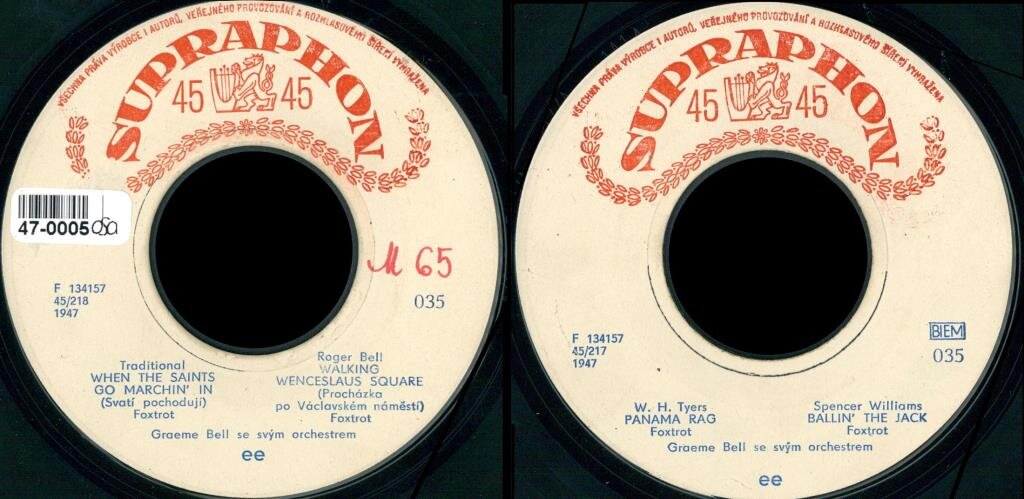 VŠECHNA PRÁVA VÝROBCE I AUTORŮ, VEŘEJNÉHO PROVOZOVÁNÍ A ROZHLASOVÉHO ŠÍŘENÍ VYHRAŽENA
SUPRAPHON
45 45
47-0005 osa
M 65
F 134157
45/218
1947
035
Traditional
WHEN THE SAINTS
GO MARCHIN' IN
(Svatí pochodují)
Foxtrot
Roger Bell
WALKING
WENCESLAUS SQUARE
(Procházka
po Václavském náměstí)
Foxtrot
Graeme Bell se svým orchestrem
ee
VŠECHNA PRÁVA VÝROBCE I AUTORŮ, VEŘEJNÉHO PROVOZOVÁNÍ A ROZHLASOVÉHO ŠÍŘENÍ VYHRAŽENA
SUPRAPHON
45 45
F 134157
45/217
1947
BIEM
035
W. H. Tyers
PANAMA RAG
Foxtrot
Spencer Williams
BALLIN' THE JACK
Foxtrot
Graeme Bell se svým orchestrem
ee